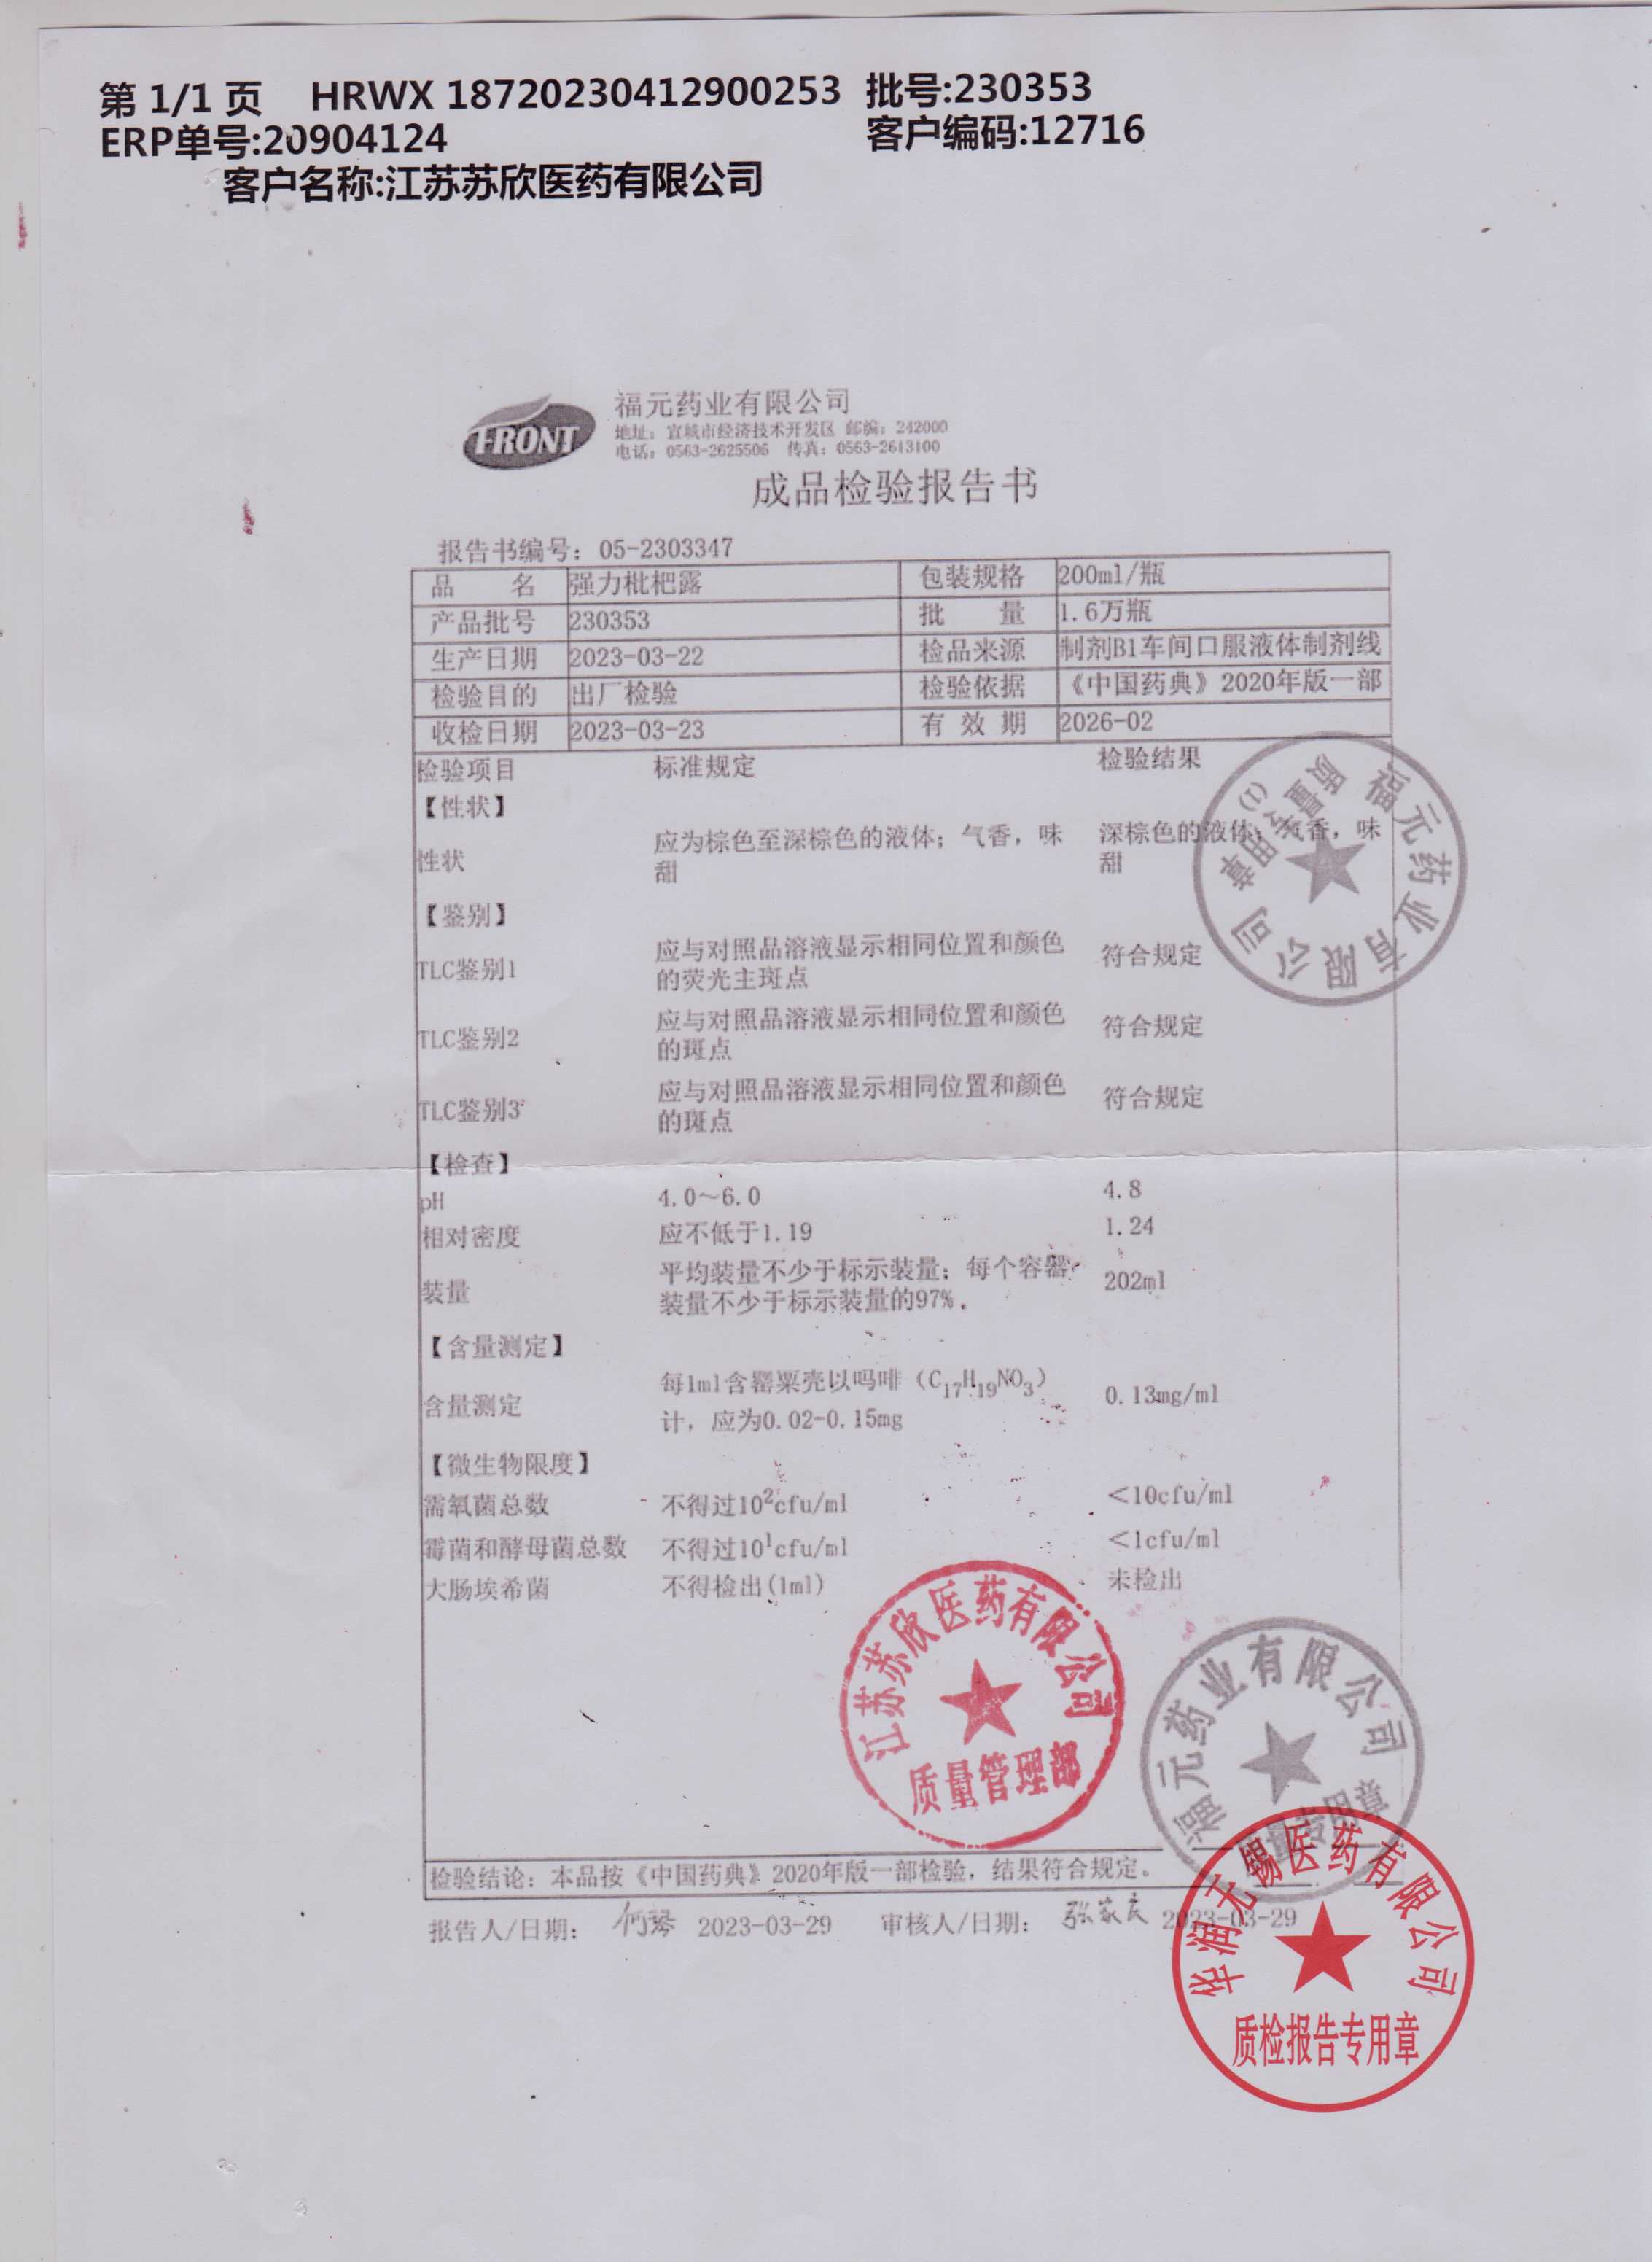 第 1/1 页 HRWX 18720230412900253 批号:230353
ERP单号:20904124 客户编码:12716
客户名称:江苏苏欣医药有限公司
FRONT
福元药业有限公司
地址：宣城市经济技术开发区 邮编：242000
电话：0563-2625506 传真：0563-2613100
成品检验报告书
报告书编号：05-2303347
品 名 强力枇杷露 包装规格 200ml/瓶
产品批号 230353 批 量 1.6万瓶
生产日期 2023-03-22 检品来源 制剂B1车间口服液体制剂线
检验目的 出厂检验 检验依据 《中国药典》2020年版一部
收检日期 2023-03-23 有 效 期 2026-02
检验项目 标准规定 检验结果
【性状】
性状 应为棕色至深棕色的液体；气香，味 深棕色的液体；气香，味
甜 甜
【鉴别】
TLC鉴别1 应与对照品溶液显示相同位置和颜色 符合规定
的荧光主斑点
TLC鉴别2 应与对照品溶液显示相同位置和颜色 符合规定
的斑点
TLC鉴别3 应与对照品溶液显示相同位置和颜色 符合规定
的斑点
【检查】
pH 4.0～6.0 4.8
相对密度 应不低于1.19 1.24
装量 平均装量不少于标示装量；每个容器 202ml
装量不少于标示装量的97%.
【含量测定】
含量测定 每1ml含罂粟壳以吗啡（C₁₇H₁₉NO₃） 0.13mg/ml
计，应为0.02-0.15mg
【微生物限度】
需氧菌总数 不得过10²cfu/ml ＜10cfu/ml
霉菌和酵母菌总数 不得过10¹cfu/ml ＜1cfu/ml
大肠埃希菌 不得检出(1ml) 未检出
检验结论：本品按《中国药典》2020年版一部检验，结果符合规定。
报告人/日期： 何琴 2023-03-29 审核人/日期： 张家庆 2023-03-29
福元药业有限公司
质量专用章
(1)
江苏苏欣医药有限公司
质量管理部
福元药业有限公司
质量专用章
华润无锡医药有限公司
质检报告专用章